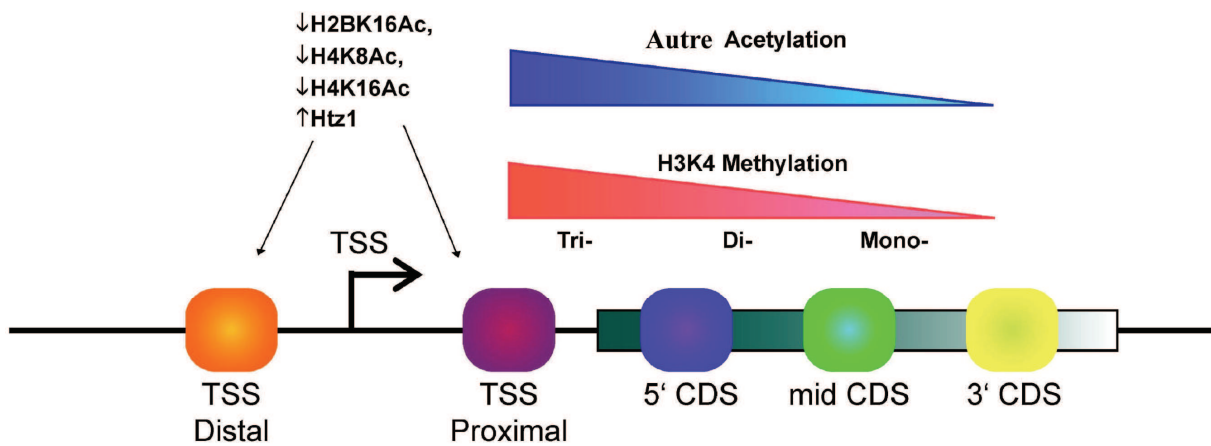 ↓H2BK16Ac,
↓H4K8Ac,
↓H4K16Ac
↑Htz1
Autre Acetylation
H3K4 Methylation
Tri- Di- Mono-
TSS
TSS Distal
TSS Proximal
5‘ CDS
mid CDS
3‘ CDS